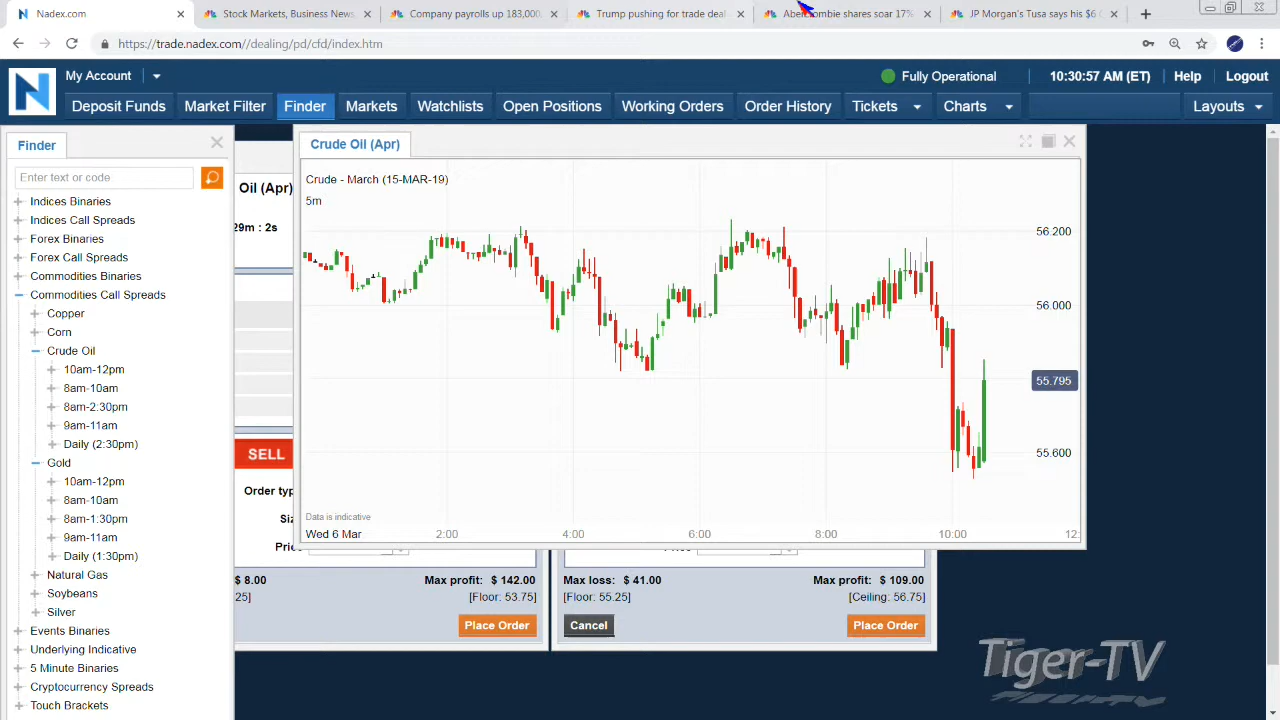 Nadex.com
Stock Markets, Business News,
Company payrolls up 183,000
Trump pushing for trade deal
Abercrombie shares soar 17%
JP Morgan's Tusa says his $6
https://trade.nadex.com//dealing/pd/cfd/index.htm
My Account
Fully Operational
10:30:57 AM (ET)
Help
Logout
Deposit Funds
Market Filter
Finder
Markets
Watchlists
Open Positions
Working Orders
Order History
Tickets
Charts
Layouts
Finder
Enter text or code
Indices Binaries
Indices Call Spreads
Forex Binaries
Forex Call Spreads
Commodities Binaries
Commodities Call Spreads
Copper
Corn
Crude Oil
10am-12pm
8am-10am
8am-2:30pm
9am-11am
Daily (2:30pm)
Gold
10am-12pm
8am-10am
8am-1:30pm
9am-11am
Daily (1:30pm)
Natural Gas
Soybeans
Silver
Events Binaries
Underlying Indicative
5 Minute Binaries
Cryptocurrency Spreads
Touch Brackets
Oil (Apr)
29m : 2s
SELL
Order typ
Siz
Pric
Crude Oil (Apr)
Crude - March (15-MAR-19)
5m
56.200
56.000
55.795
55.600
Data is indicative
Wed 6 Mar
2:00
4:00
6:00
8:00
10:00
12:
$ 8.00
Max profit: $ 142.00
25]
[Floor: 53.75]
Place Order
Max loss: $ 41.00
Max profit: $ 109.00
[Floor: 55.25]
[Ceiling: 56.75]
Cancel
Place Order
Tiger-TV